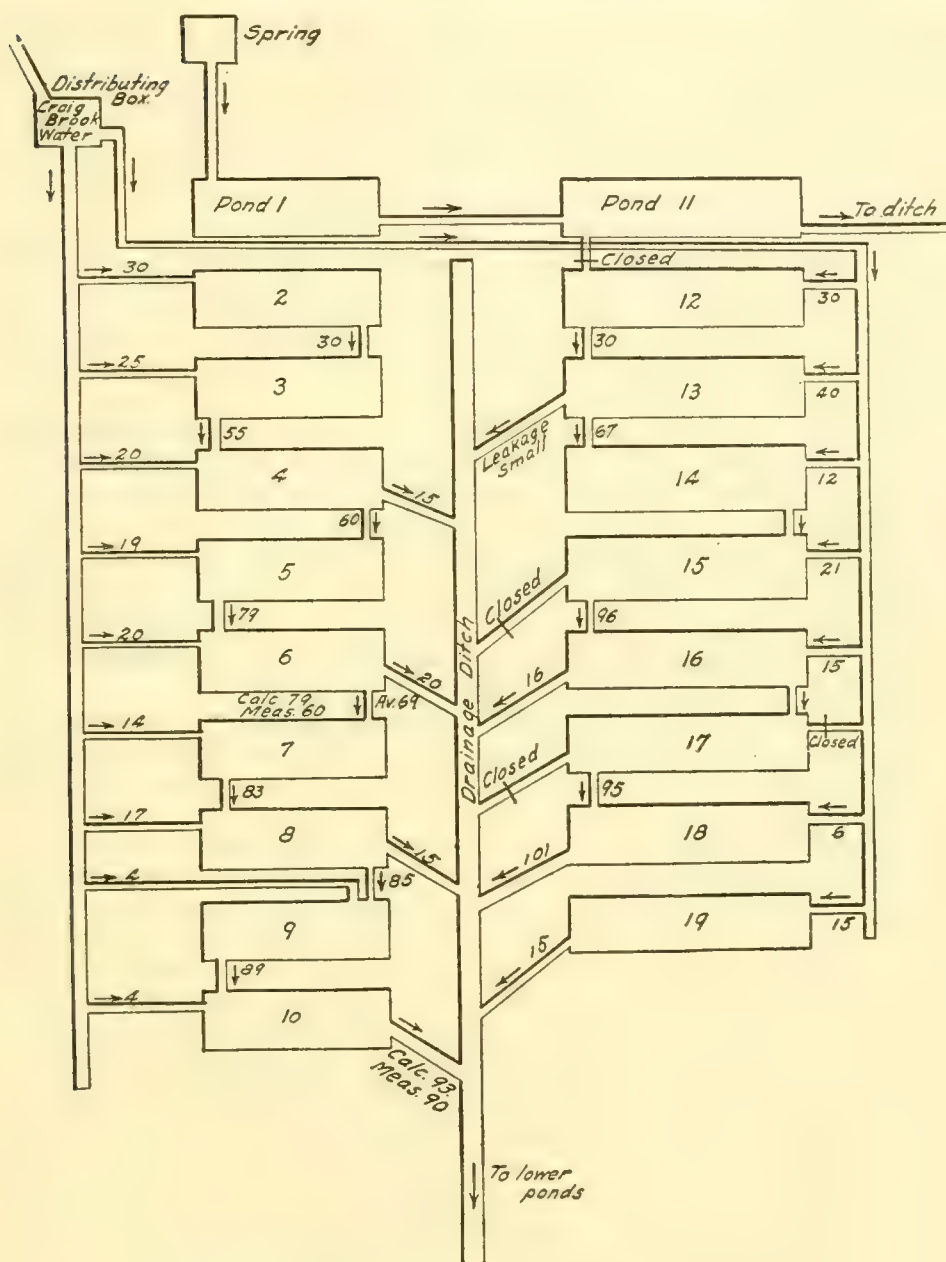 Spring
Distributing
Box.
Craig
Brook
Water
Pond 1
Pond 11
To ditch
Closed
30
2
12
30
30
30
25
3
13
40
55
67
Leakage
Small
20
4
14
12
15
60
19
5
15
21
Closed
79
96
20
6
16
15
20
16
Calc 79
Meas. 60
Av. 69
14
7
17
Closed
Closed
Drainage Ditch
83
95
17
8
18
6
15
101
4
85
9
19
15
15
89
4
10
Calc. 93.
Meas. 90
To lower
ponds